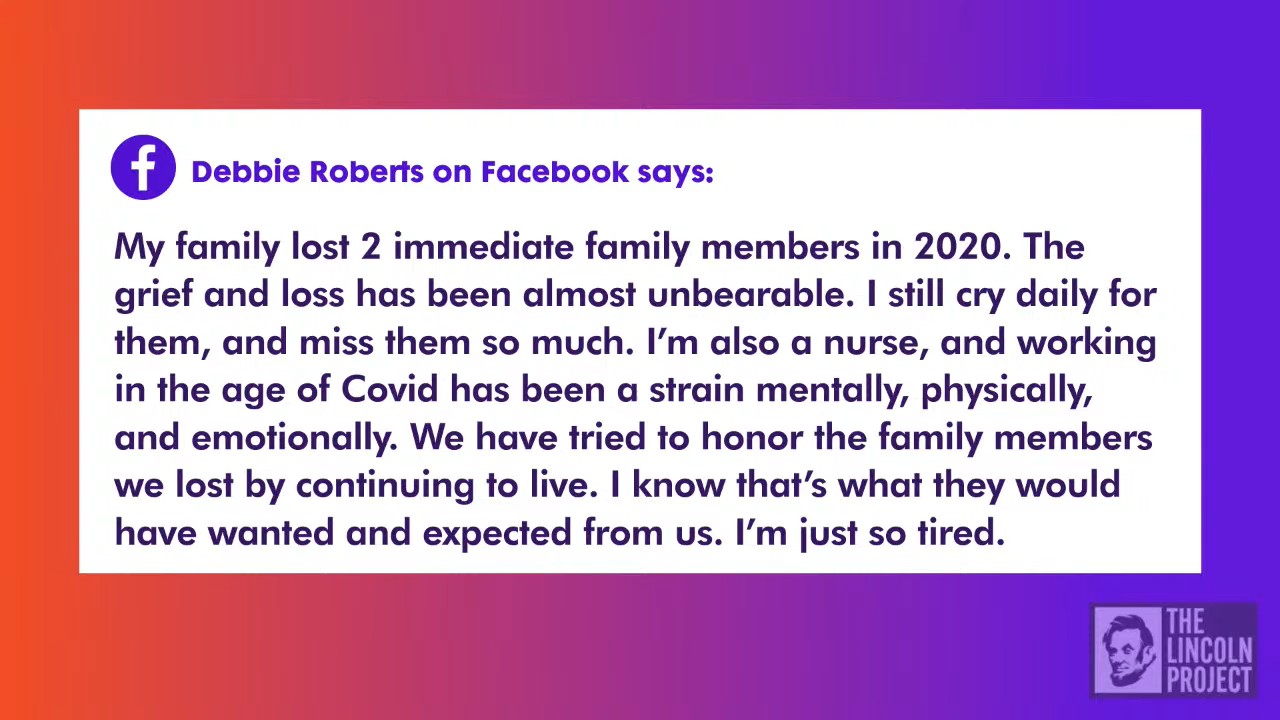 Debbie Roberts on Facebook says:
My family lost 2 immediate family members in 2020. The
grief and loss has been almost unbearable. I still cry daily for
them, and miss them so much. I’m also a nurse, and working
in the age of Covid has been a strain mentally, physically,
and emotionally. We have tried to honor the family members
we lost by continuing to live. I know that’s what they would
have wanted and expected from us. I’m just so tired.
THE
LINCOLN
PROJECT